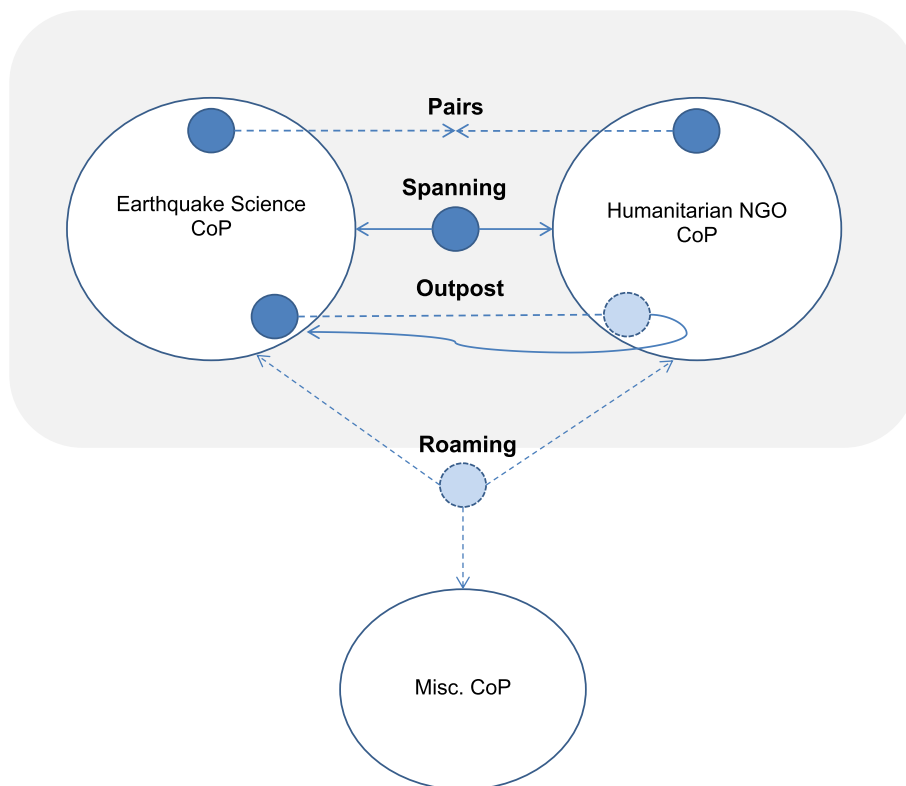 Pairs
Spanning
Earthquake Science
CoP
Humanitarian NGO
CoP
Outpost
Roaming
Misc. CoP